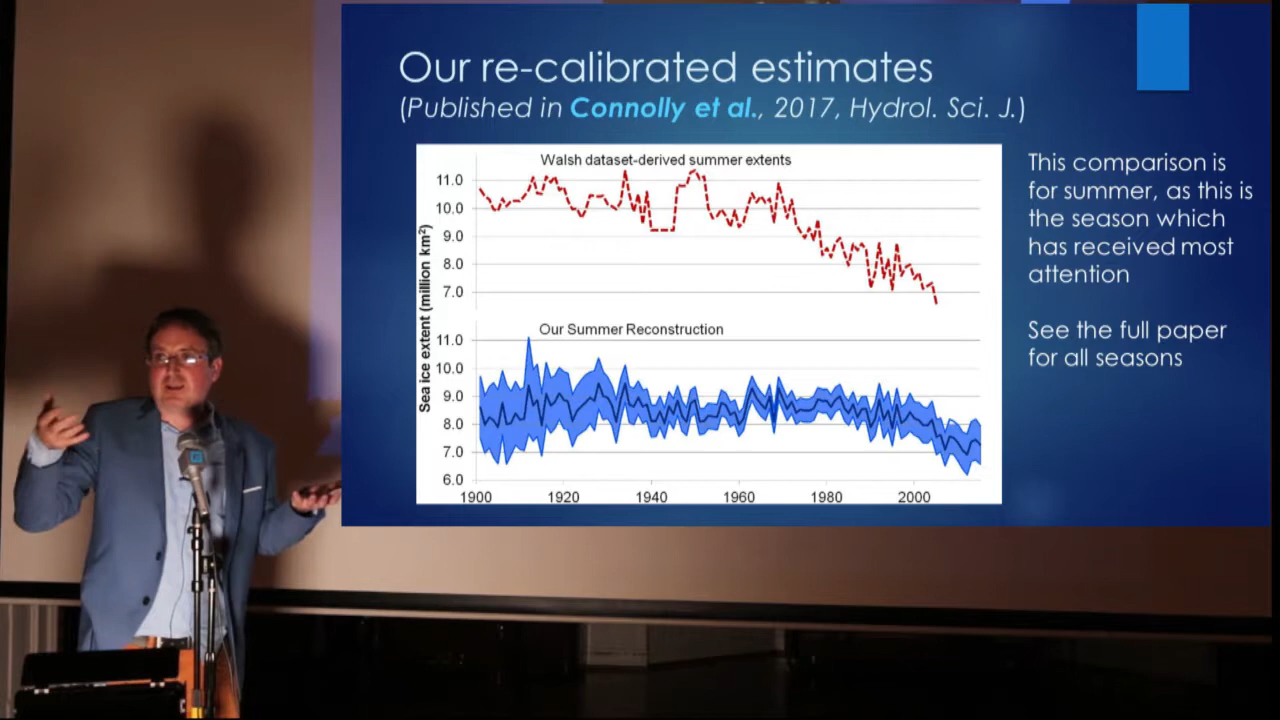 Our re-calibrated estimates
(Published in Connolly et al., 2017, Hydrol. Sci. J.)
Walsh dataset-derived summer extents
11.0
10.0
9.0
8.0
7.0
Sea ice extent (million km²)
Our Summer Reconstruction
11.0
10.0
9.0
8.0
7.0
6.0
1900 1920 1940 1960 1980 2000
This comparison is
for summer, as this is
the season which
has received most
attention
See the full paper
for all seasons